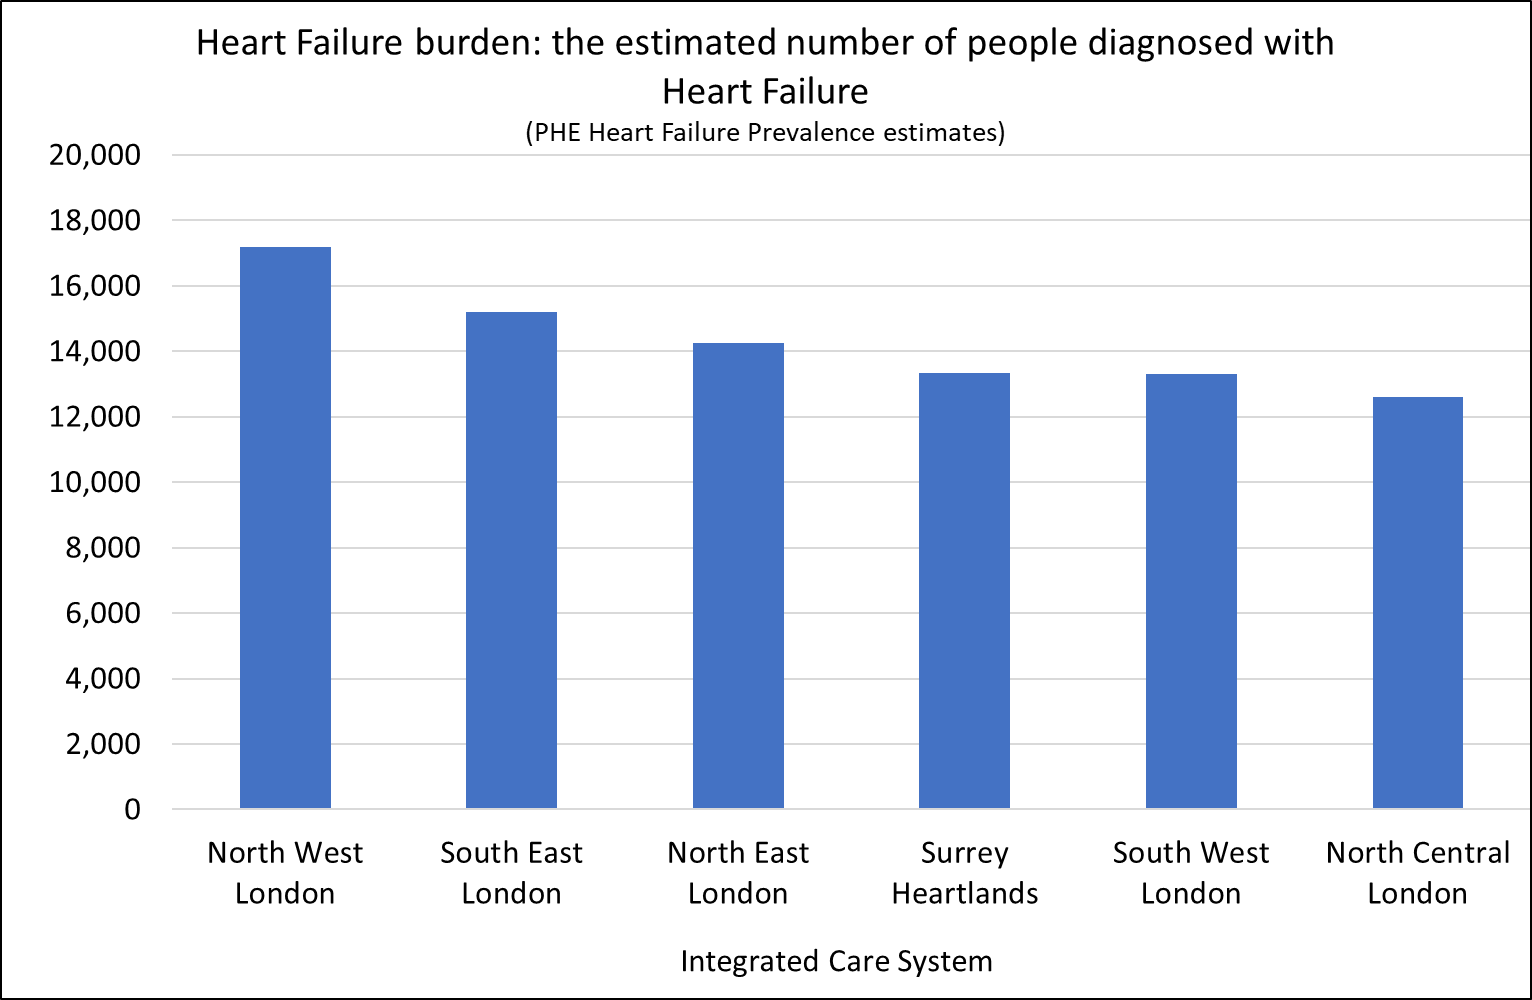 Heart Failure burden: the estimated number of people diagnosed with
Heart Failure
(PHE Heart Failure Prevalence estimates)
20,000
18,000
16,000
14,000
12,000
10,000
8,000
6,000
4,000
2,000
0
North West
London
South East
London
North East
London
Surrey
Heartlands
South West
London
North Central
London
Integrated Care System